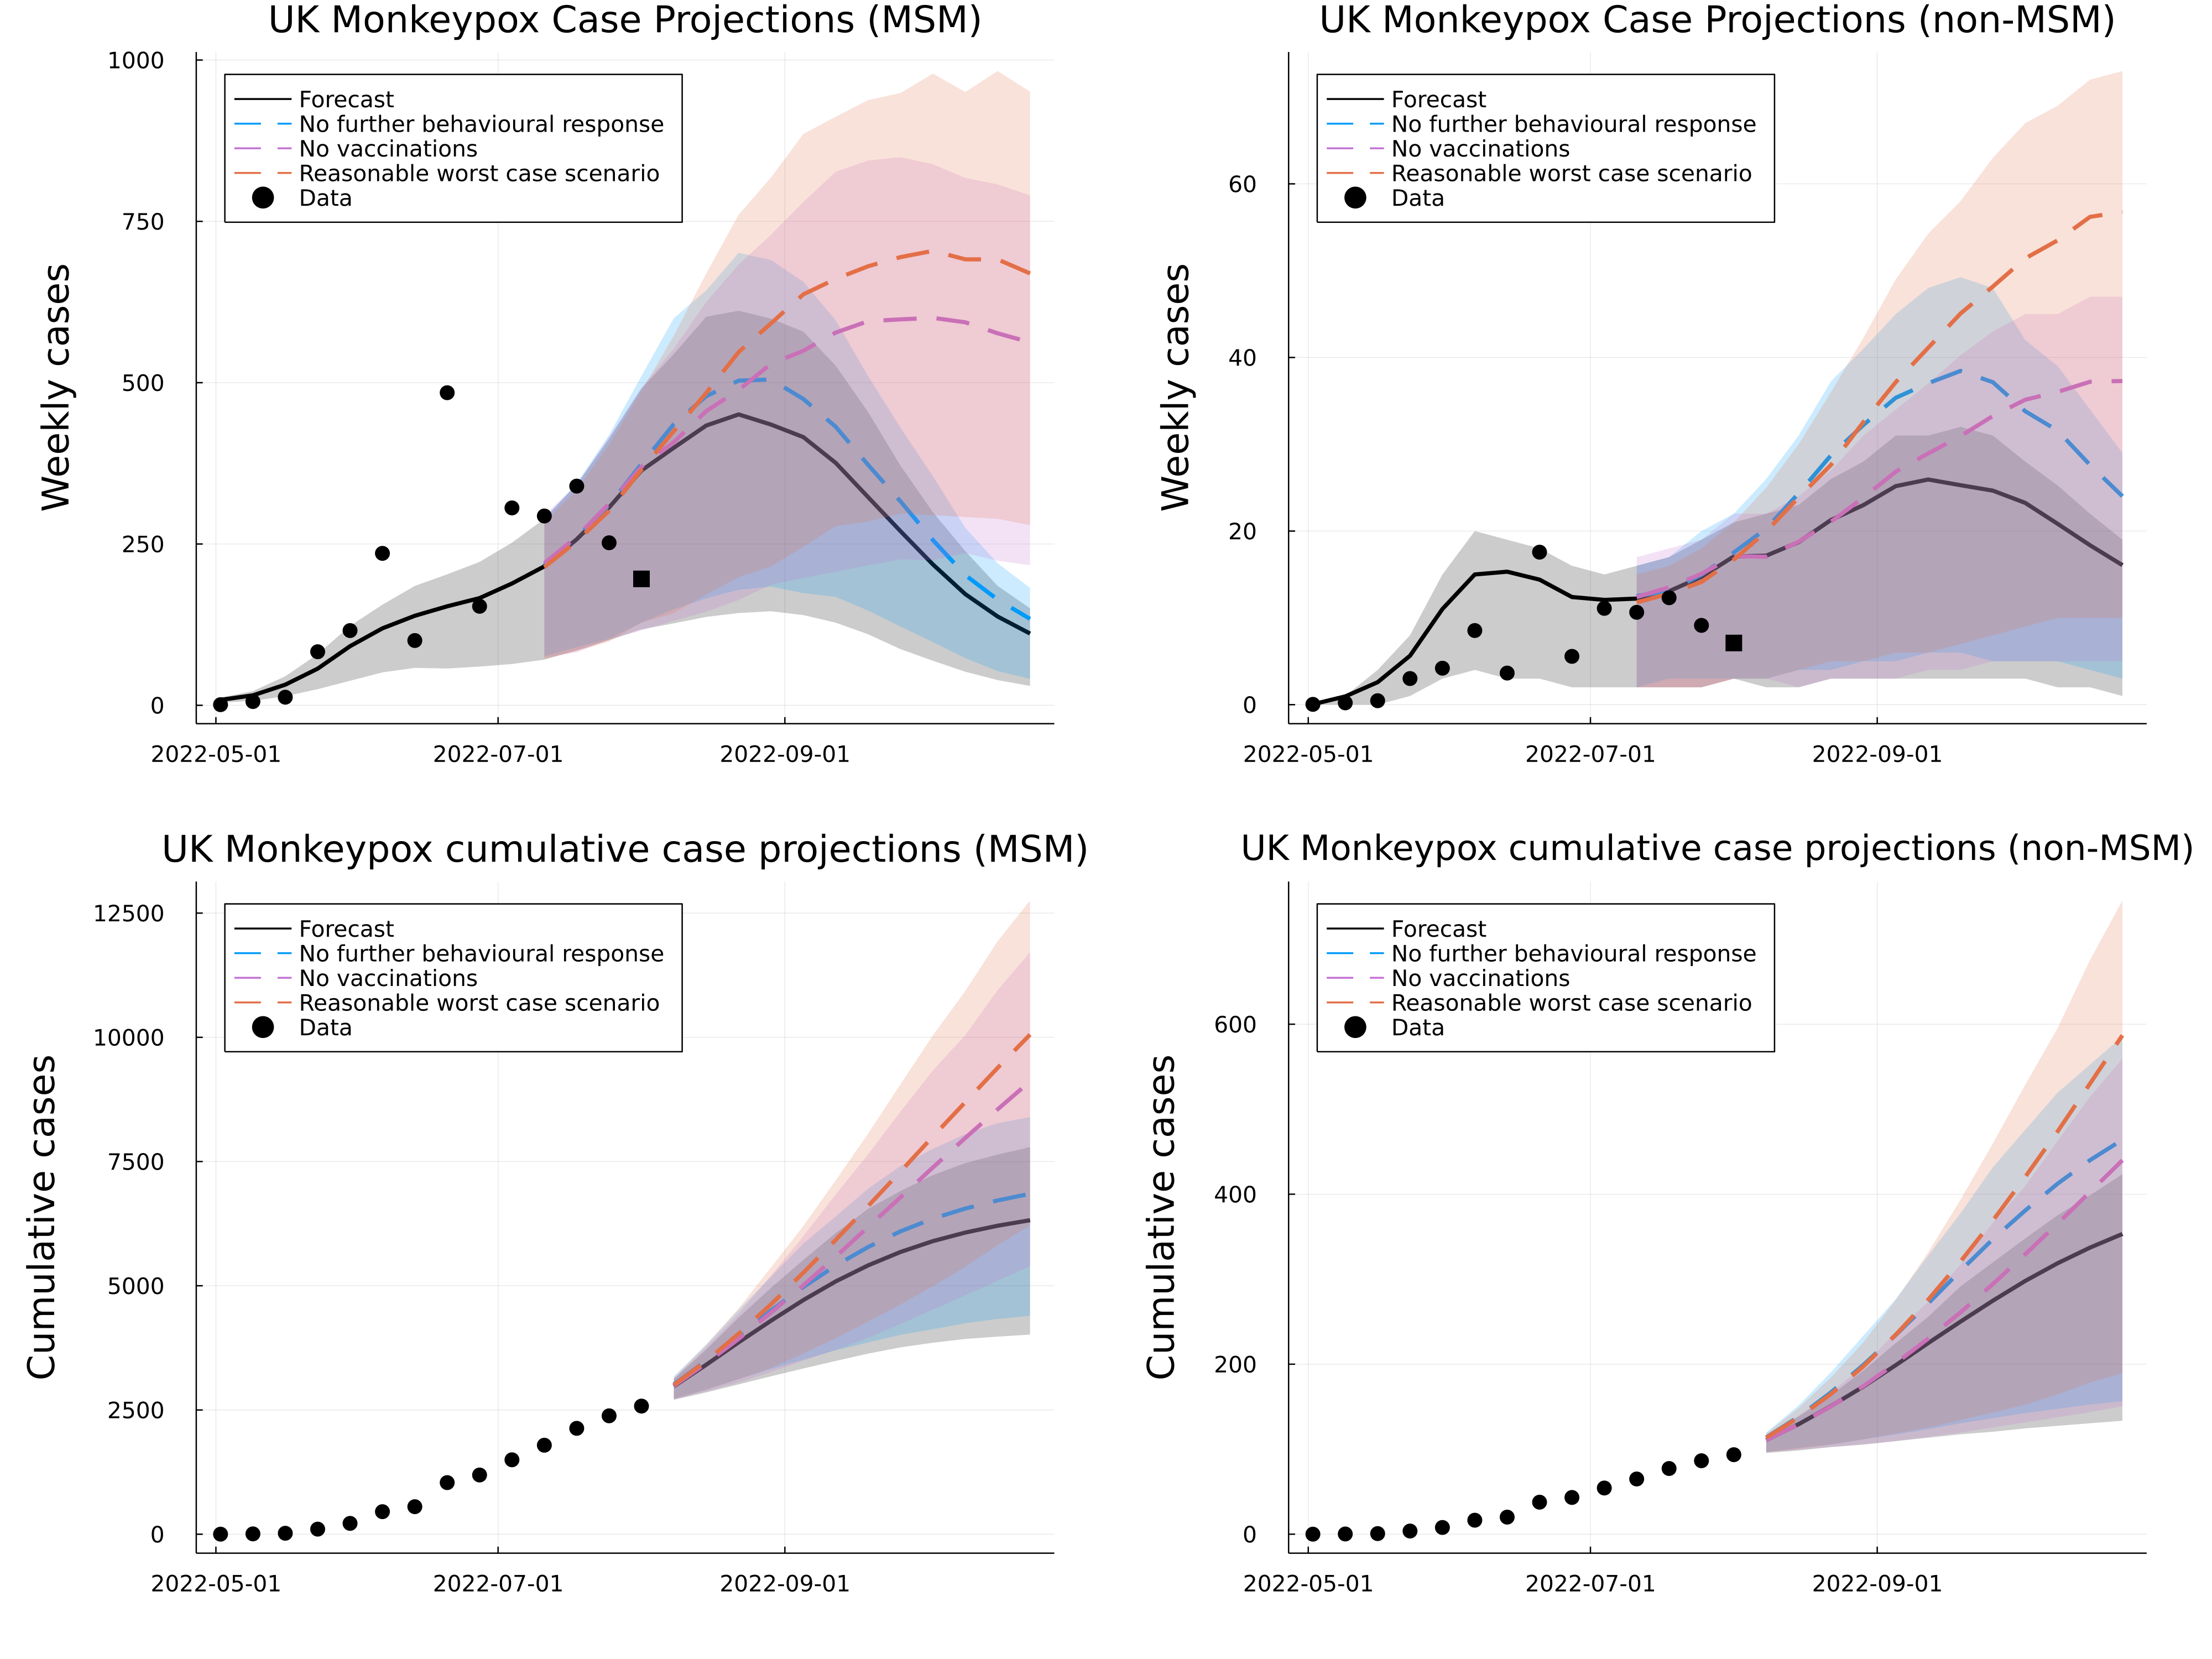 UK Monkeypox Case Projections (MSM)
1000
750
500
250
0
Weekly cases
Forecast
No further behavioural response
No vaccinations
Reasonable worst case scenario
Data
2022-05-01
2022-07-01
2022-09-01
UK Monkeypox Case Projections (non-MSM)
60
40
20
0
Weekly cases
Forecast
No further behavioural response
No vaccinations
Reasonable worst case scenario
Data
2022-05-01
2022-07-01
2022-09-01
UK Monkeypox cumulative case projections (MSM)
12500
10000
7500
5000
2500
0
Cumulative cases
Forecast
No further behavioural response
No vaccinations
Reasonable worst case scenario
Data
2022-05-01
2022-07-01
2022-09-01
UK Monkeypox cumulative case projections (non-MSM)
600
400
200
0
Cumulative cases
Forecast
No further behavioural response
No vaccinations
Reasonable worst case scenario
Data
2022-05-01
2022-07-01
2022-09-01